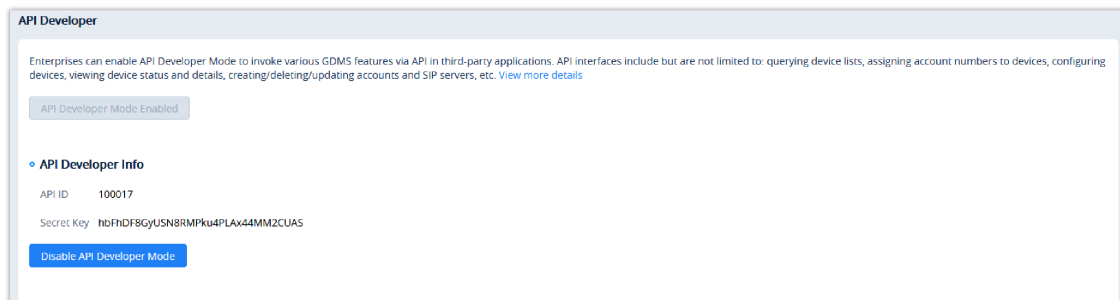 API Developer
Enterprises can enable API Developer Mode to invoke various GDMS features via API in third-party applications. API interfaces include but are not limited to: querying device lists, assigning account numbers to devices, configuring
devices, viewing device status and details, creating/deleting/updating accounts and SIP servers, etc. View more details
API Developer Mode Enabled
API Developer Info
API ID 100017
Secret Key hbFhDF8GyUSN8RMPku4PLAx44MM2CUAS
Disable API Developer Mode